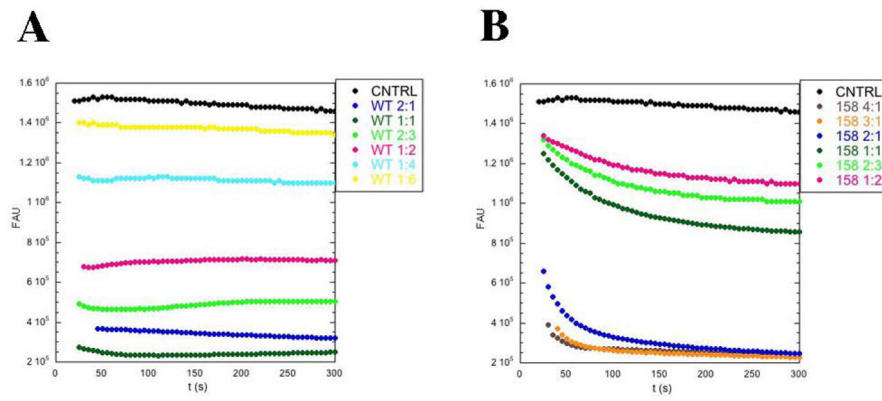 A
B
1.6 10⁶
1.4 10⁶
1.2 10⁶
1 10⁶
8 10⁵
6 10⁵
4 10⁵
2 10⁵
FAU
0 50 100 150 200 250 300
t (s)
CNTRL
WT 2:1
WT 1:1
WT 2:3
WT 1:2
WT 1:4
WT 1:6
1.6 10⁶
1.4 10⁶
1.2 10⁶
1 10⁶
8 10⁵
6 10⁵
4 10⁵
2 10⁵
FAU
0 50 100 150 200 250 300
t (s)
CNTRL
158 4:1
158 3:1
158 2:1
158 1:1
158 2:3
158 1:2